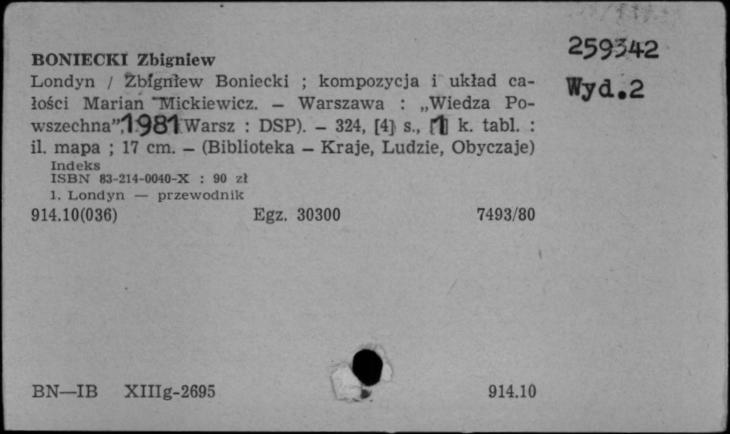 259342
BONIECKI Zbigniew
Londyn / Zbigniew Boniecki ; kompozycja i układ ca-
łości Marian Mickiewicz. — Warszawa : „Wiedza Po-
wszechna” 1981 Warsz : DSP). — 324, [4] s., [1] k. tabl. :
il. mapa ; 17 cm. — (Biblioteka — Kraje, Ludzie, Obyczaje)
Wyd.2
Indeks
ISBN 83-214-0040-X : 90 zł
1. Londyn — przewodnik
914.10(036) Egz. 30300 7493/80
BN—IB XIIIg-2695 914.10